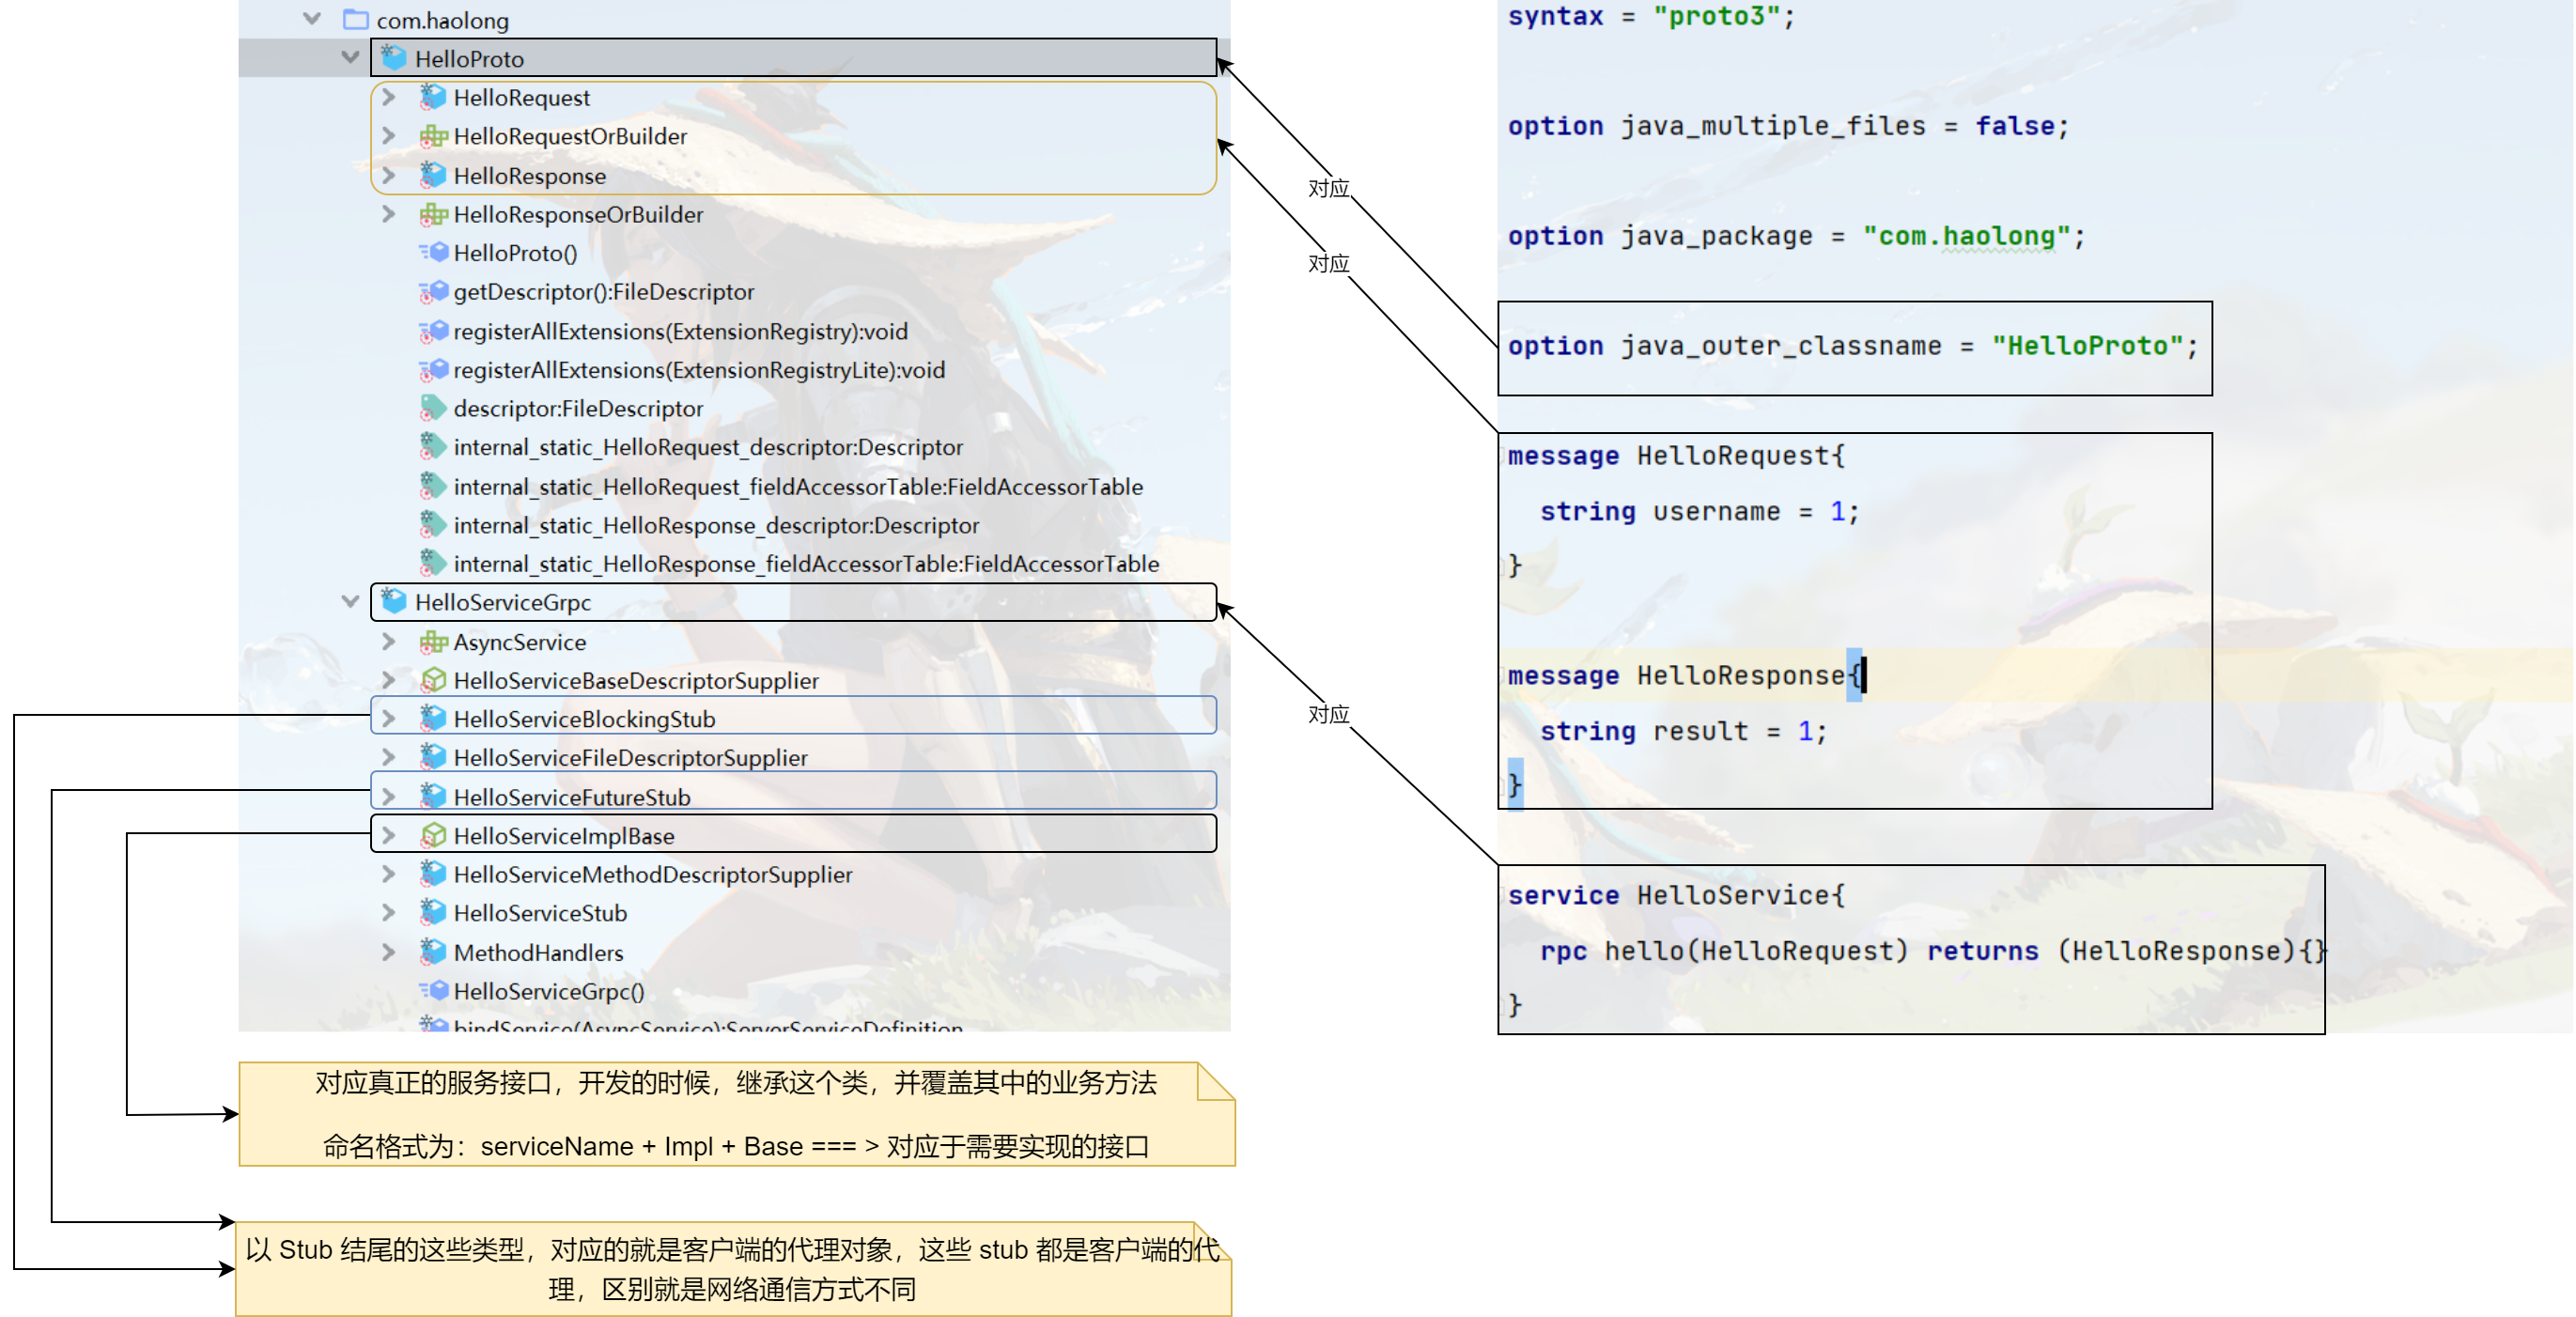 com.haolong
HelloProto
HelloRequest
HelloRequestOrBuilder
HelloResponse
HelloResponseOrBuilder
HelloProto()
getDescriptor():FileDescriptor
registerAllExtensions(ExtensionRegistry):void
registerAllExtensions(ExtensionRegistryLite):void
descriptor:FileDescriptor
internal_static_HelloRequest_descriptor:Descriptor
internal_static_HelloRequest_fieldAccessorTable:FieldAccessorTable
internal_static_HelloResponse_descriptor:Descriptor
internal_static_HelloResponse_fieldAccessorTable:FieldAccessorTable
HelloServiceGrpc
AsyncService
HelloServiceBaseDescriptorSupplier
HelloServiceBlockingStub
HelloServiceFileDescriptorSupplier
HelloServiceFutureStub
HelloServiceImplBase
HelloServiceMethodDescriptorSupplier
HelloServiceStub
MethodHandlers
HelloServiceGrpc()
bindService(AsyncService):ServerServiceDefinition
对应
对应
对应
syntax = "proto3";
option java_multiple_files = false;
option java_package = "com.haolong";
option java_outer_classname = "HelloProto";
message HelloRequest{
string username = 1;
}
message HelloResponse{
string result = 1;
}
service HelloService{
rpc hello(HelloRequest) returns (HelloResponse){}
}
对应真正的服务接口，开发的时候，继承这个类，并覆盖其中的业务方法
命名格式为：serviceName + Impl + Base === > 对应于需要实现的接口
以 Stub 结尾的这些类型，对应的就是客户端的代理对象，这些 stub 都是客户端的代
理，区别就是网络通信方式不同